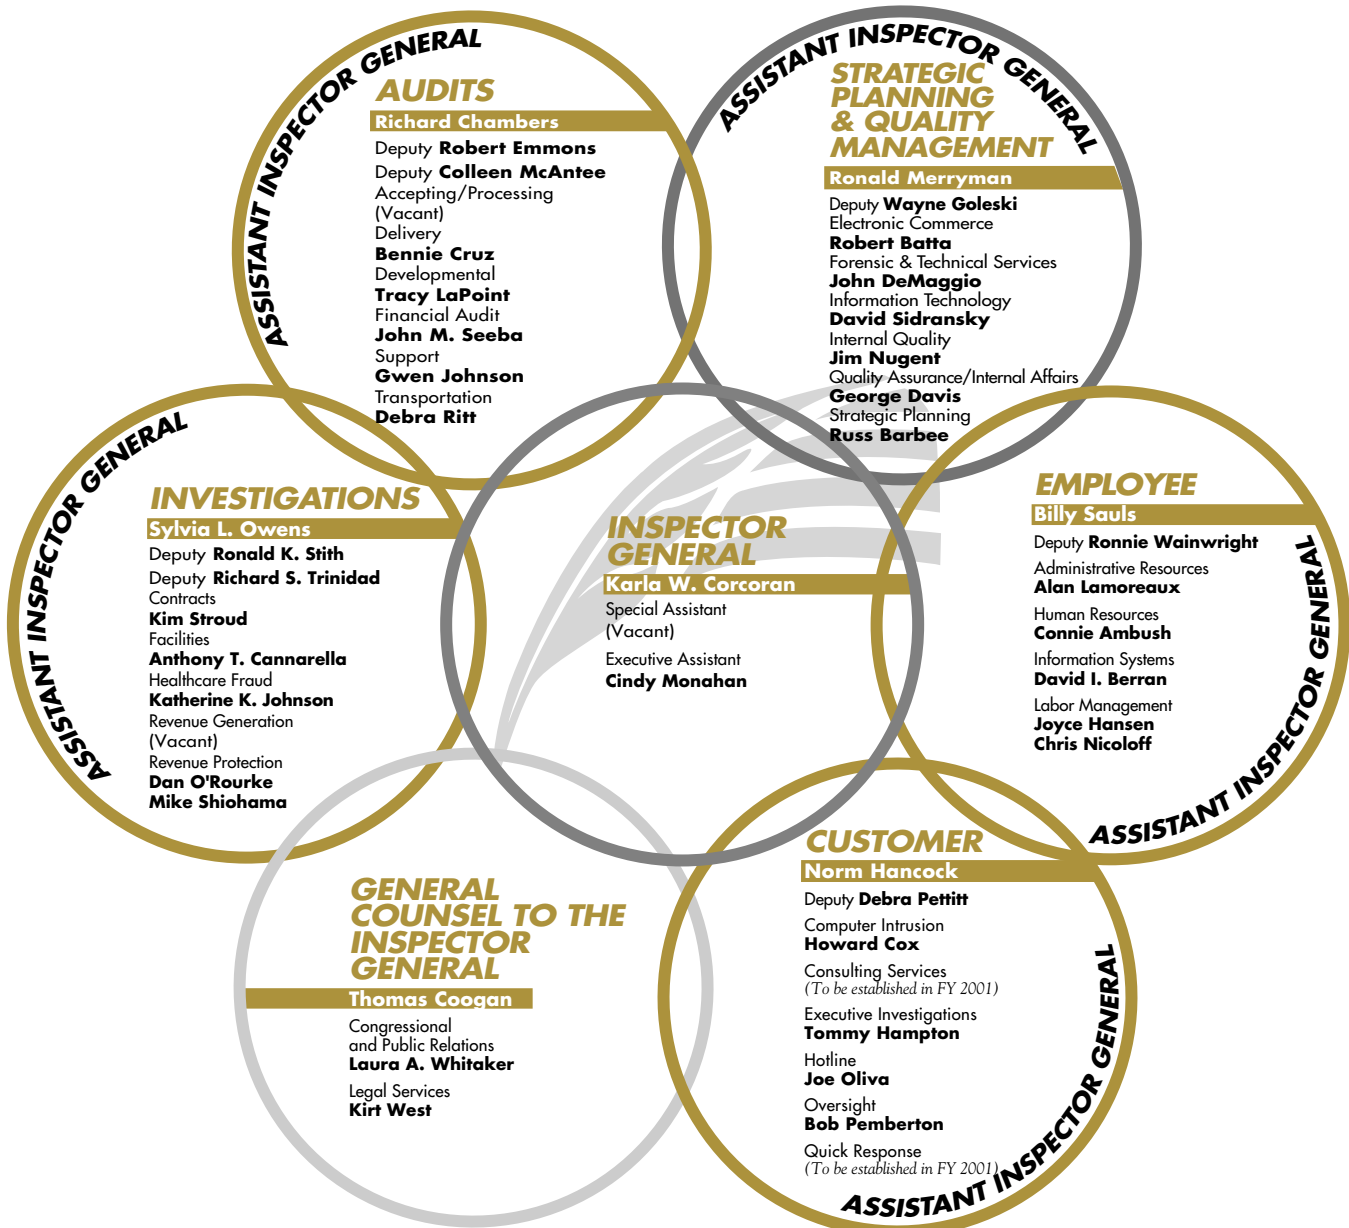 ASSISTANT INSPECTOR GENERAL
AUDITS
Richard Chambers
Deputy Robert Emmons
Deputy Colleen McAntee
Accepting/Processing
(Vacant)
Delivery
Bennie Cruz
Developmental
Tracy LaPoint
Financial Audit
John M. Seeba
Support
Gwen Johnson
Transportation
Debra Ritt
ASSISTANT INSPECTOR GENERAL
STRATEGIC
PLANNING
& QUALITY
MANAGEMENT
Ronald Merryman
Deputy Wayne Goleski
Electronic Commerce
Robert Batta
Forensic & Technical Services
John DeMaggio
Information Technology
David Sidransky
Internal Quality
Jim Nugent
Quality Assurance/Internal Affairs
George Davis
Strategic Planning
Russ Barbee
ASSISTANT INSPECTOR GENERAL
INVESTIGATIONS
Sylvia L. Owens
Deputy Ronald K. Stith
Deputy Richard S. Trinidad
Contracts
Kim Stroud
Facilities
Anthony T. Cannarella
Healthcare Fraud
Katherine K. Johnson
Revenue Generation
(Vacant)
Revenue Protection
Dan O'Rourke
Mike Shiohama
INSPECTOR
GENERAL
Karla W. Corcoran
Special Assistant
(Vacant)
Executive Assistant
Cindy Monahan
EMPLOYEE
Billy Sauls
Deputy Ronnie Wainwright
Administrative Resources
Alan Lamoreaux
Human Resources
Connie Ambush
Information Systems
David I. Berran
Labor Management
Joyce Hansen
Chris Nicoloff
ASSISTANT INSPECTOR GENERAL
GENERAL
COUNSEL TO THE
INSPECTOR
GENERAL
Thomas Coogan
Congressional
and Public Relations
Laura A. Whitaker
Legal Services
Kirt West
CUSTOMER
Norm Hancock
Deputy Debra Pettitt
Computer Intrusion
Howard Cox
Consulting Services
(To be established in FY 2001)
Executive Investigations
Tommy Hampton
Hotline
Joe Oliva
Oversight
Bob Pemberton
Quick Response
(To be established in FY 2001)
ASSISTANT INSPECTOR GENERAL